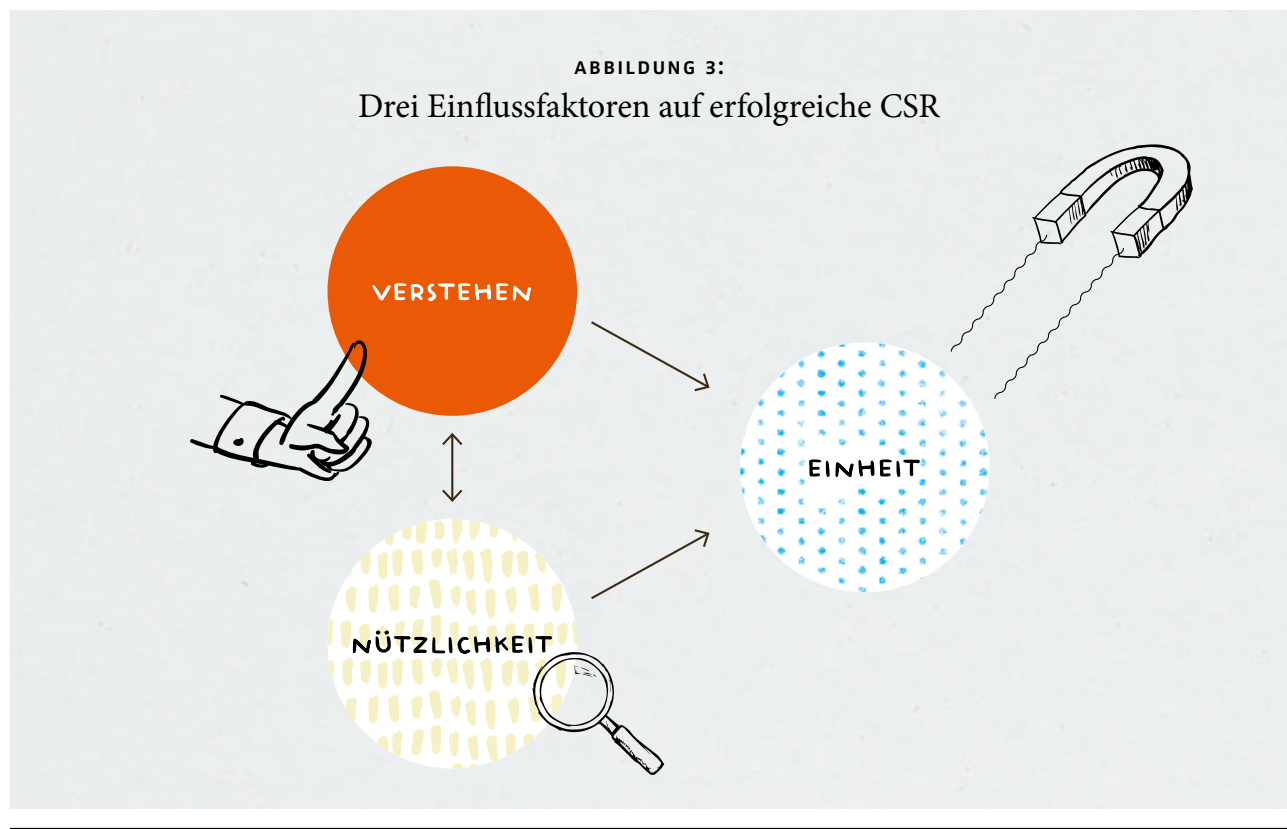 ABBILDUNG 3:
Drei Einflussfaktoren auf erfolgreiche CSR
VERSTEHEN
EINHEIT
NÜTZLICHKEIT